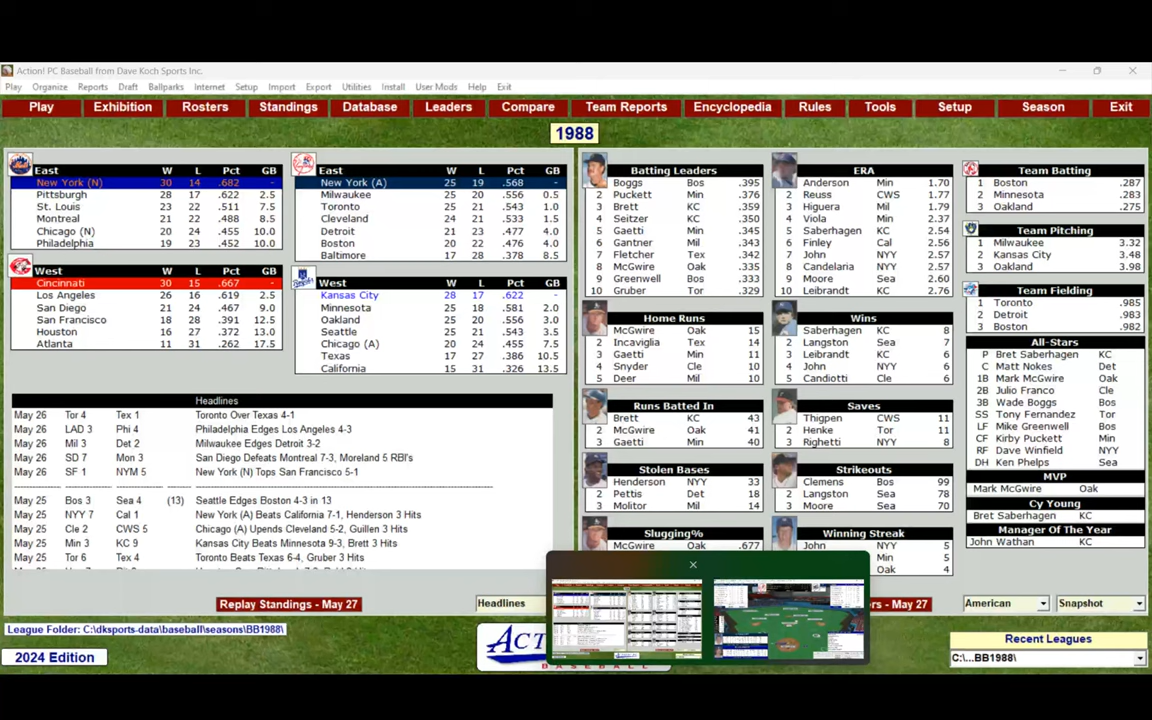 Action! PC Baseball from Dave Koch Sports Inc.
Play Organize Reports Draft Ballparks Internet Setup Import Export Utilities Install User Mods Help Exit
Play Exhibition Rosters Standings Database Leaders Compare Team Reports Encyclopedia Rules Tools Setup Season Exit
1988
East W L Pct GB
New York (N) 30 14 .682 -
Pittsburgh 28 17 .622 2.5
St. Louis 23 22 .511 7.5
Montreal 21 22 .488 8.5
Chicago (N) 20 24 .455 10.0
Philadelphia 19 23 .452 10.0
West W L Pct GB
Cincinnati 30 15 .667 -
Los Angeles 26 16 .619 2.5
San Diego 21 24 .467 9.0
San Francisco 18 28 .391 12.5
Houston 16 27 .372 13.0
Atlanta 11 31 .262 17.5
East W L Pct GB
New York (A) 25 19 .568 -
Milwaukee 25 20 .556 0.5
Toronto 25 21 .543 1.0
Cleveland 24 21 .533 1.5
Detroit 21 23 .477 4.0
Boston 20 22 .476 4.0
Baltimore 17 28 .378 8.5
West W L Pct GB
Kansas City 28 17 .622 -
Minnesota 25 18 .581 2.0
Oakland 25 20 .556 3.0
Seattle 25 21 .543 3.5
Chicago (A) 20 24 .455 7.5
Texas 17 27 .386 10.5
California 15 31 .326 13.5
Headlines
May 26 Tor 4 Tex 1 Toronto Over Texas 4-1
May 26 LAD 3 Phi 4 Philadelphia Edges Los Angeles 4-3
May 26 Mil 3 Det 2 Milwaukee Edges Detroit 3-2
May 26 SD 7 Mon 3 San Diego Defeats Montreal 7-3, Moreland 5 RBI's
May 26 SF 1 NYM 5 New York (N) Tops San Francisco 5-1
May 25 Bos 3 Sea 4 (13) Seattle Edges Boston 4-3 in 13
May 25 NYY 7 Cal 1 New York (A) Beats California 7-1, Henderson 3 Hits
May 25 Cle 2 CWS 5 Chicago (A) Upends Cleveland 5-2, Guillen 3 Hits
May 25 Min 3 KC 9 Kansas City Beats Minnesota 9-3, Brett 3 Hits
May 25 Tor 6 Tex 4 Toronto Beats Texas 6-4, Gruber 3 Hits
Replay Standings - May 27
Headlines
Batting Leaders
Boggs Bos .395
2 Puckett Min .376
3 Brett KC .359
4 Seitzer KC .350
5 Gaetti Min .345
6 Gantner Mil .343
7 Fletcher Tex .342
8 McGwire Oak .335
9 Greenwell Bos .333
10 Gruber Tor .329
Home Runs
McGwire Oak 15
2 Incaviglia Tex 14
3 Gaetti Min 11
4 Snyder Cle 10
5 Deer Mil 10
Runs Batted In
Brett KC 43
2 McGwire Oak 41
3 Gaetti Min 40
Stolen Bases
Henderson NYY 33
2 Pettis Det 18
3 Molitor Mil 14
Slugging%
McGwire Oak .677
ERA
Anderson Min 1.70
2 Reuss CWS 1.77
3 Higuera Mil 1.79
4 Viola Min 2.37
5 Saberhagen KC 2.54
6 Finley Cal 2.56
7 John NYY 2.57
8 Candelaria NYY 2.57
9 Moore Sea 2.60
10 Leibrandt KC 2.76
Wins
Saberhagen KC 8
2 Langston Sea 7
3 Leibrandt KC 6
4 John NYY 6
5 Candiotti Cle 6
Saves
Thigpen CWS 11
2 Henke Tor 11
3 Righetti NYY 8
Strikeouts
Clemens Bos 99
2 Langston Sea 78
3 Moore Sea 70
Winning Streak
John NYY 5
Min 5
Oak 4
rs - May 27
Team Batting
1 Boston .287
2 Minnesota .283
3 Oakland .275
Team Pitching
1 Milwaukee 3.32
2 Kansas City 3.48
3 Oakland 3.98
Team Fielding
1 Toronto .985
2 Detroit .983
3 Boston .982
All-Stars
P Bret Saberhagen KC
C Matt Nokes Det
1B Mark McGwire Oak
2B Julio Franco Cle
3B Wade Boggs Bos
SS Tony Fernandez Tor
LF Mike Greenwell Bos
CF Kirby Puckett Min
RF Dave Winfield NYY
DH Ken Phelps Sea
MVP
Mark McGwire Oak
Cy Young
Bret Saberhagen KC
Manager Of The Year
John Wathan KC
American Snapshot
League Folder: C:\dksports-data\baseball\seasons\BB1988\
2024 Edition
Recent Leagues
C:\...BB1988\